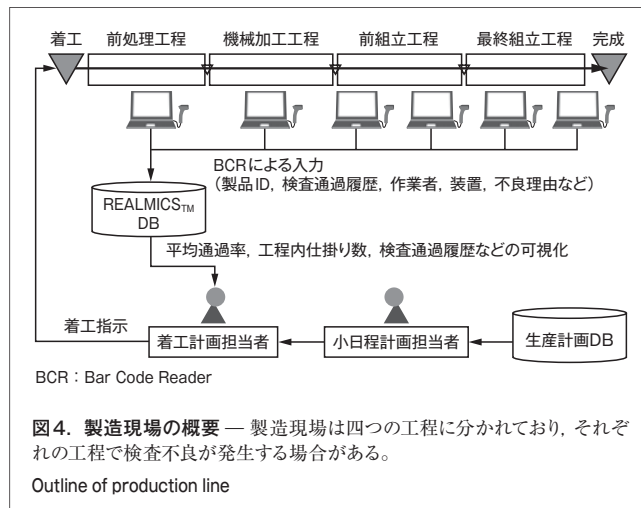 着工 前処理工程 機械加工工程 前組立工程 最終組立工程 完成
BCRによる入力
(製品ID, 検査通過履歴, 作業者, 装置, 不良理由など)
REALMICS™
DB
平均通過率, 工程内仕掛り数, 検査通過履歴などの可視化
着工指示
着工計画担当者 小日程計画担当者 生産計画DB
BCR : Bar Code Reader
図4. 製造現場の概要 — 製造現場は四つの工程に分かれており, それぞ
れの工程で検査不良が発生する場合がある。
Outline of production line